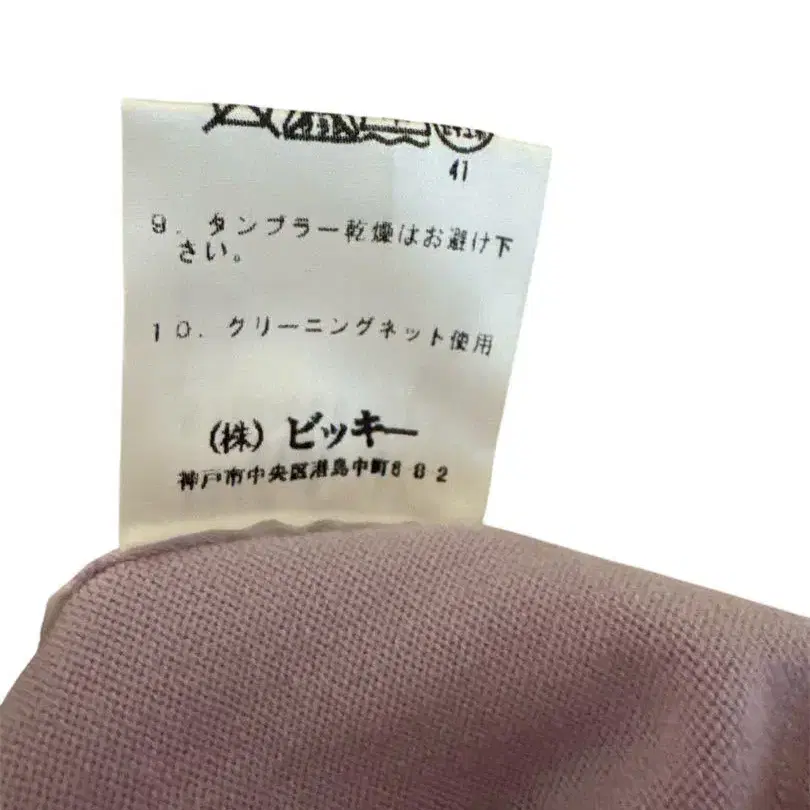 41
9. タンブラー乾燥はお避け下
さい。
10. クリーニングネット使用
(株) ビッキー
神戸市中央区港島中町6-8-2